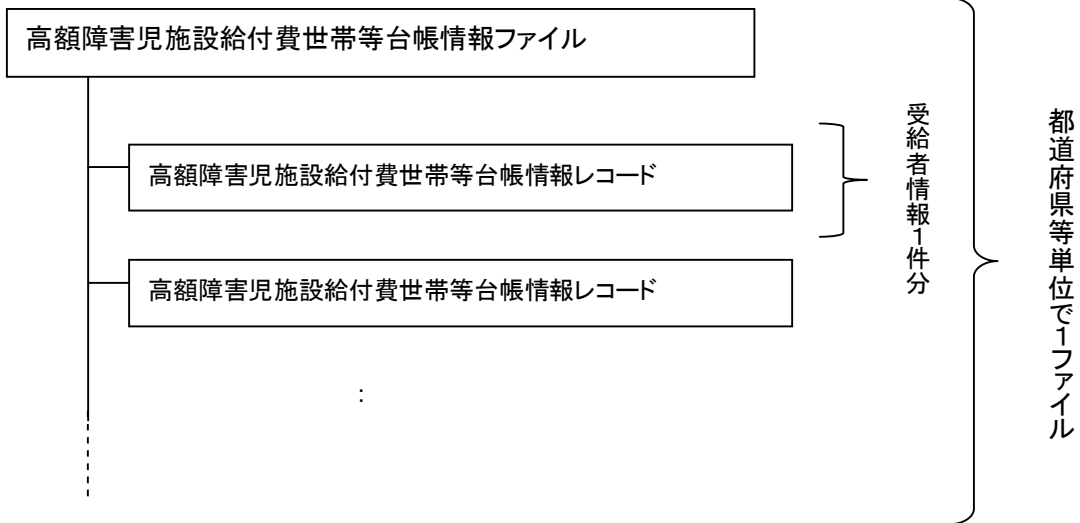 高額障害児施設給付費世帯等台帳情報ファイル
高額障害児施設給付費世帯等台帳情報レコード
高額障害児施設給付費世帯等台帳情報レコード
:
受給者情報1件分
都道府県等単位で1ファイル